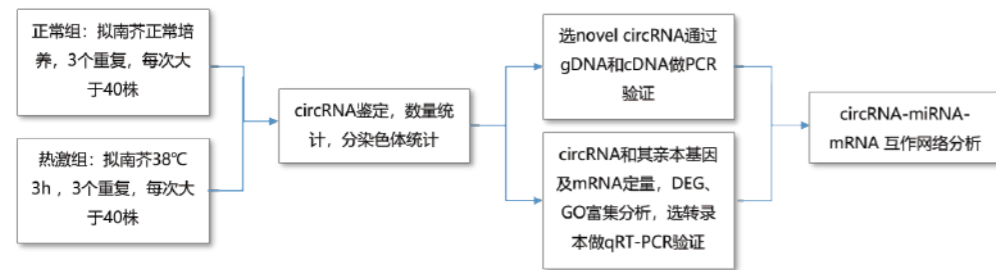 正常组：拟南芥正常培
养，3个重复，每次大
于40株
热激组：拟南芥38℃
3h ，3个重复，每次大
于40株
circRNA鉴定，数量统
计，分染色体统计
选novel circRNA通过
gDNA和cDNA做PCR
验证
circRNA和其亲本基因
及mRNA定量，DEG、
GO富集分析，选转录
本做qRT-PCR验证
circRNA-miRNA-
mRNA 互作网络分析